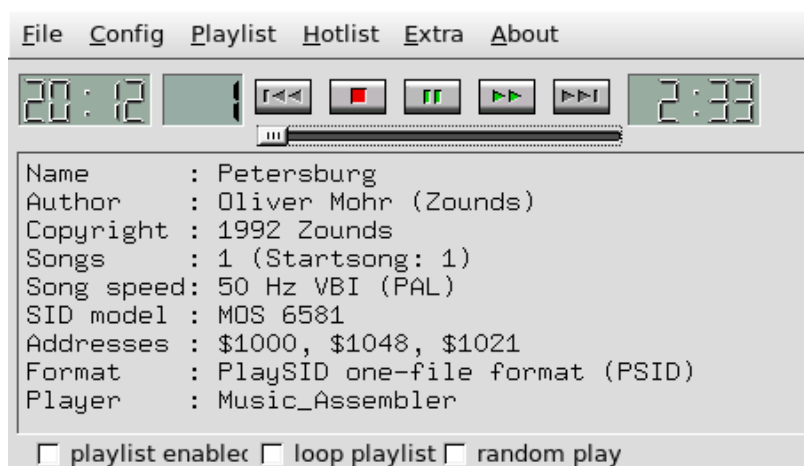 File Config Playlist Hotlist Extra About
20:12 1 2:33
Name : Petersburg
Author : Oliver Mohr (Zounds)
Copyright : 1992 Zounds
Songs : 1 (Startsong: 1)
Song speed: 50 Hz VBI (PAL)
SID model : MOS 6581
Addresses : $1000, $1048, $1021
Format : PlaySID one-file format (PSID)
Player : Music_Assembler
playlist enablec loop playlist random play